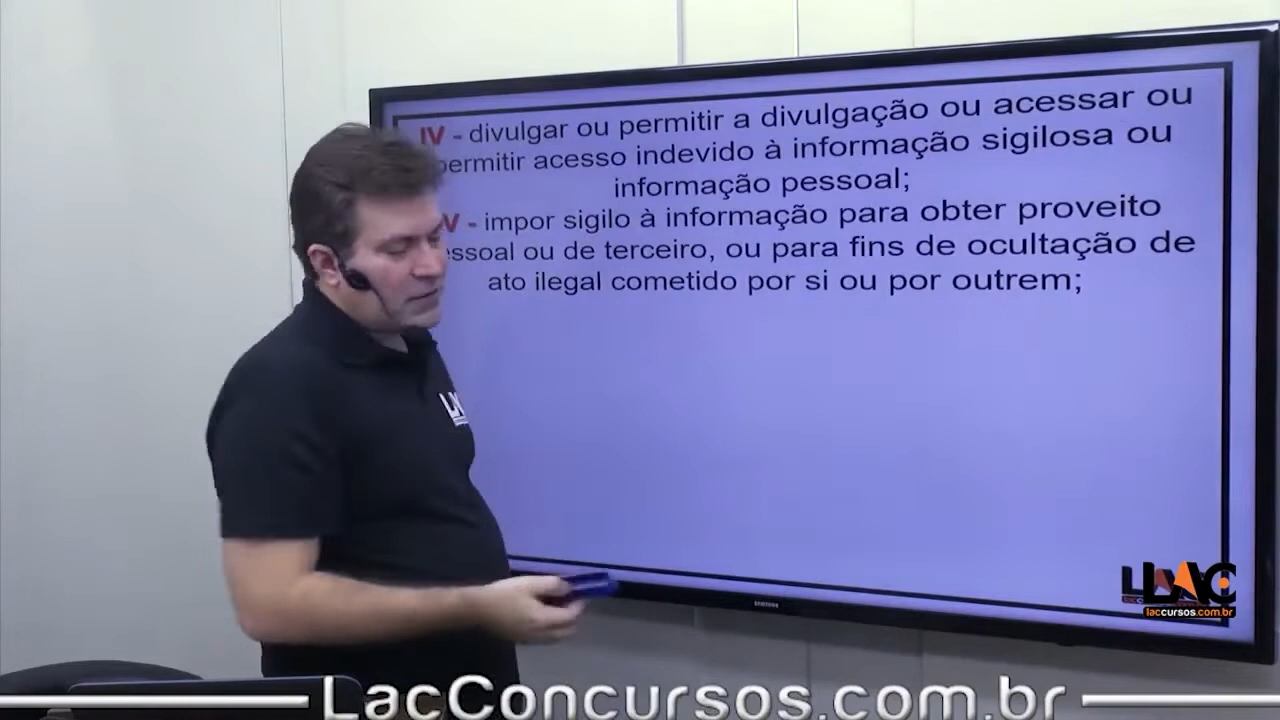 IV - divulgar ou permitir a divulgação ou acessar ou
permitir acesso indevido à informação sigilosa ou
informação pessoal;
V - impor sigilo à informação para obter proveito
essoal ou de terceiro, ou para fins de ocultação de
ato ilegal cometido por si ou por outrem;
SAMSUNG
LAC
laccursos.com.br
LacConcursos.com.br